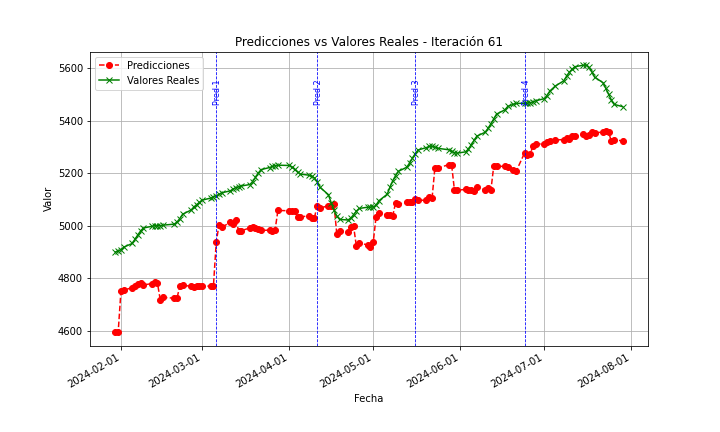 Predicciones vs Valores Reales - Iteración 61
Predicciones
Valores Reales
Pred 1
Pred 2
Pred 3
Pred 4
Valor
5600
5400
5200
5000
4800
4600
2024-02-01
2024-03-01
2024-04-01
2024-05-01
2024-06-01
2024-07-01
2024-08-01
Fecha